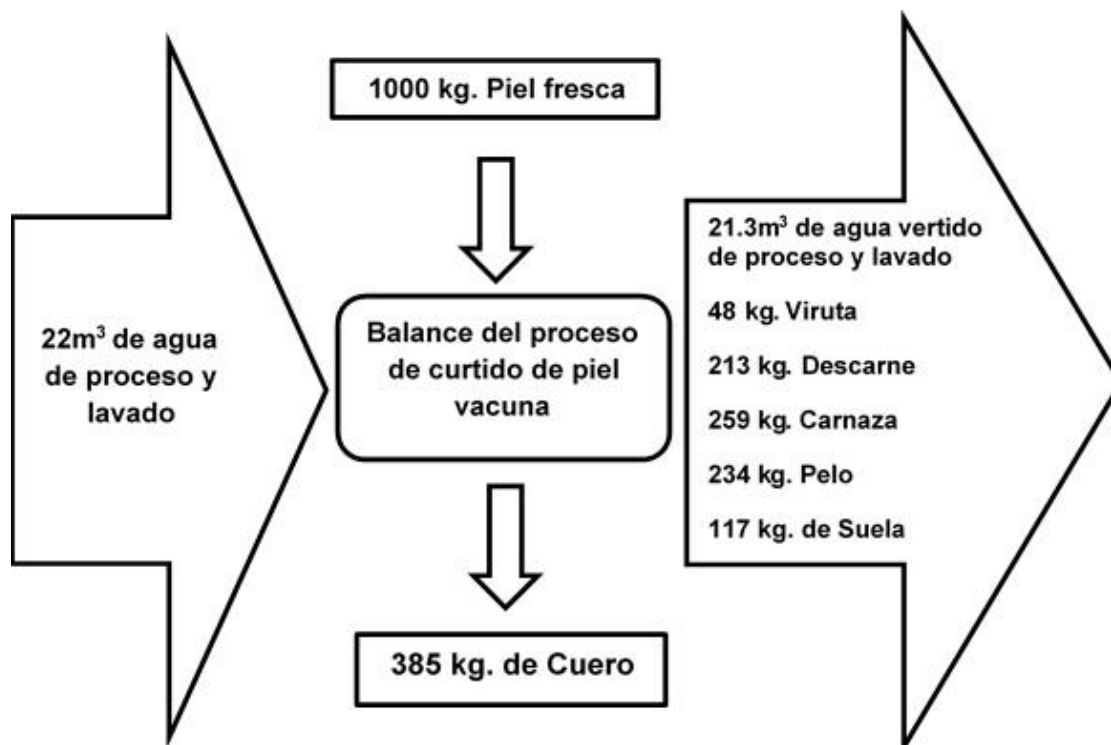 1000 kg. Piel fresca
22m³ de agua
de proceso y
lavado
Balance del proceso
de curtido de piel
vacuna
21.3m³ de agua vertido
de proceso y lavado
48 kg. Viruta
213 kg. Descarne
259 kg. Carnaza
234 kg. Pelo
117 kg. de Suela
385 kg. de Cuero